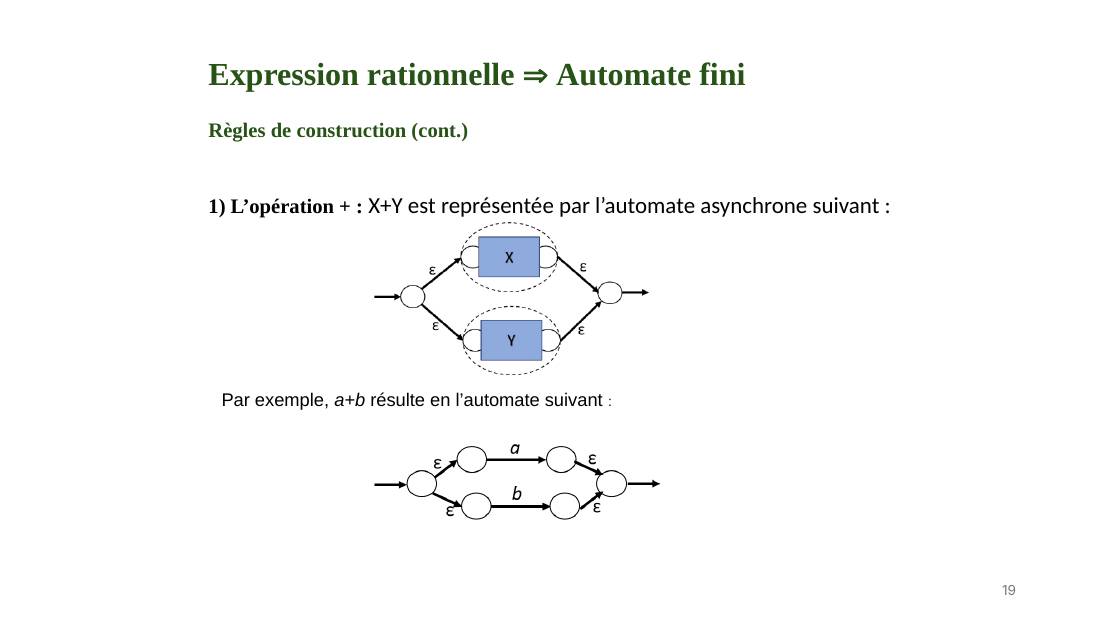 Expression rationnelle ⇒ Automate fini
Règles de construction (cont.)
1) L’opération + : X+Y est représentée par l’automate asynchrone suivant :
X
ε
ε
ε
ε
Y
Par exemple, a+b résulte en l’automate suivant :
a
ε
ε
b
ε
ε
19